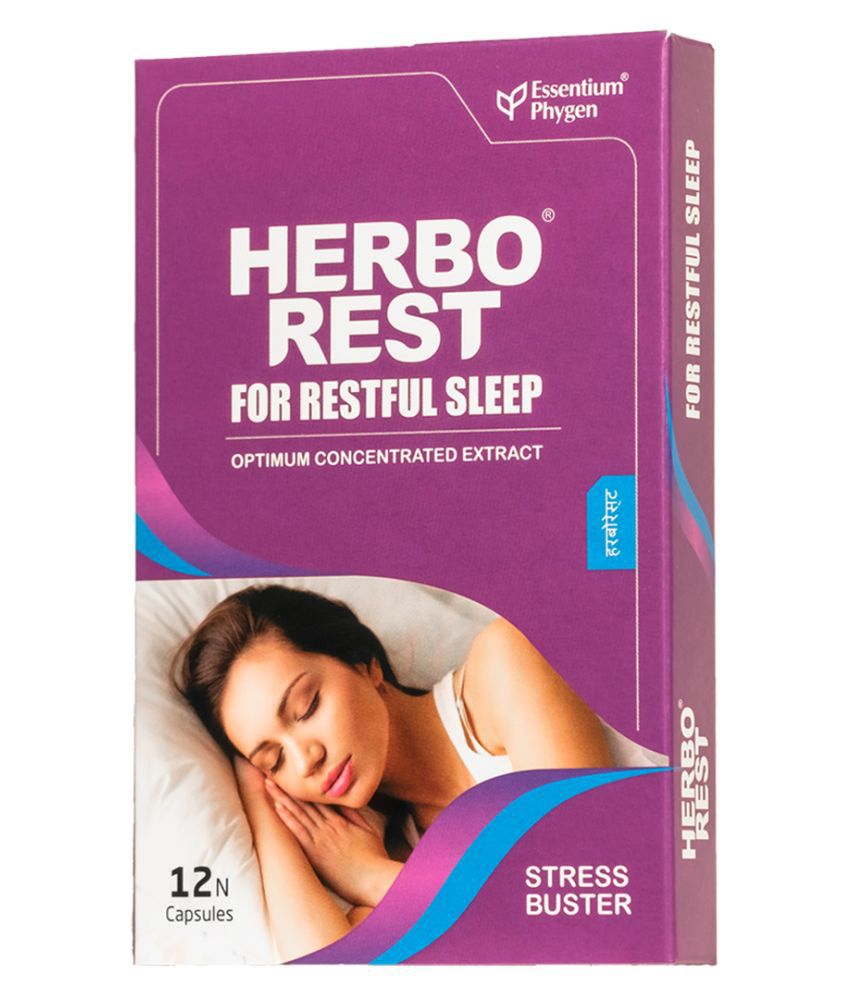 Essentium®
Phygen
HERBO®
REST
FOR RESTFUL SLEEP
OPTIMUM CONCENTRATED EXTRACT
हरबोरेस्ट
12N
Capsules
STRESS
BUSTER
FOR RESTFUL SLEEP
HERBO®
REST